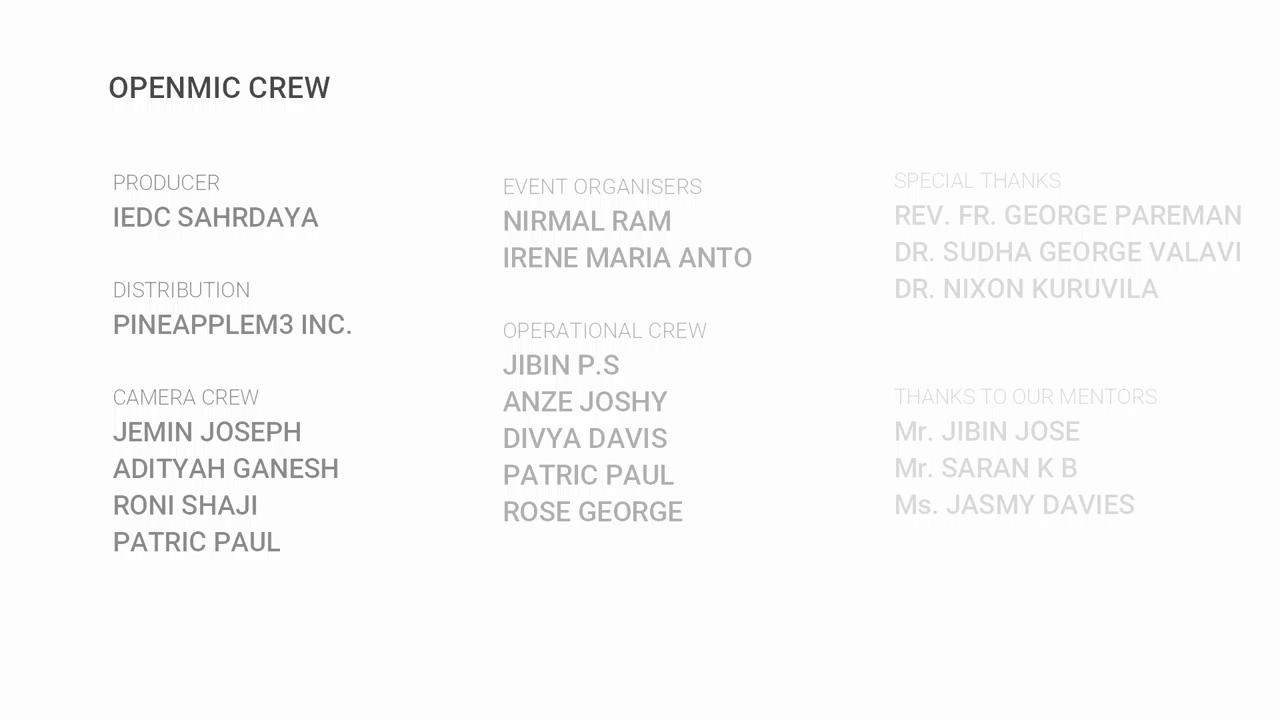 OPENMIC CREW
PRODUCER
IEDC SAHRDAYA
DISTRIBUTION
PINEAPPLEM3 INC.
CAMERA CREW
JEMIN JOSEPH
ADITYAH GANESH
RONI SHAJI
PATRIC PAUL
EVENT ORGANISERS
NIRMAL RAM
IRENE MARIA ANTO
OPERATIONAL CREW
JIBIN P.S
ANZE JOSHY
DIVYA DAVIS
PATRIC PAUL
ROSE GEORGE
SPECIAL THANKS
REV. FR. GEORGE PAREMAN
DR. SUDHA GEORGE VALAVI
DR. NIXON KURUVILA
THANKS TO OUR MENTORS
Mr. JIBIN JOSE
Mr. SARAN K B
Ms. JASMY DAVIES